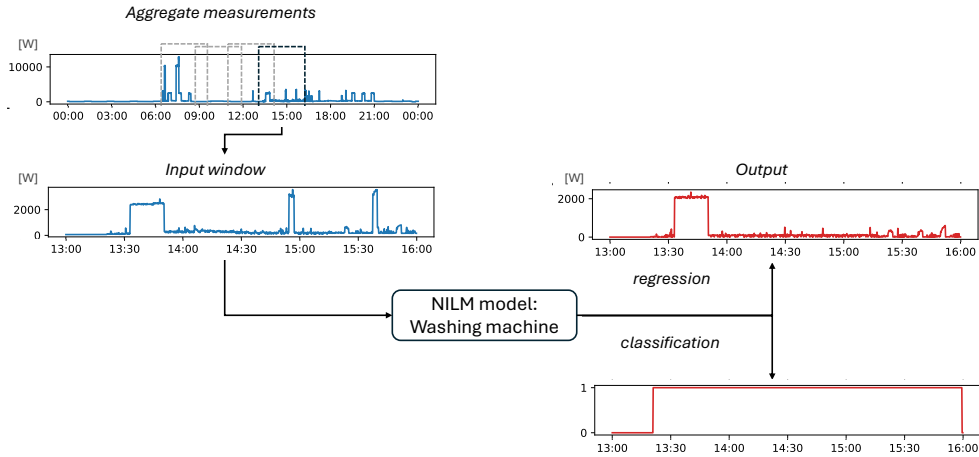 Aggregate measurements
[W]
10000
0
00:00 03:00 06:00 09:00 12:00 15:00 18:00 21:00 00:00
Input window
[W]
2000
0
13:00 13:30 14:00 14:30 15:00 15:30 16:00
Output
[W]
2000
0
13:00 13:30 14:00 14:30 15:00 15:30 16:00
regression
NILM model:
Washing machine
classification
1
0
13:00 13:30 14:00 14:30 15:00 15:30 16:00